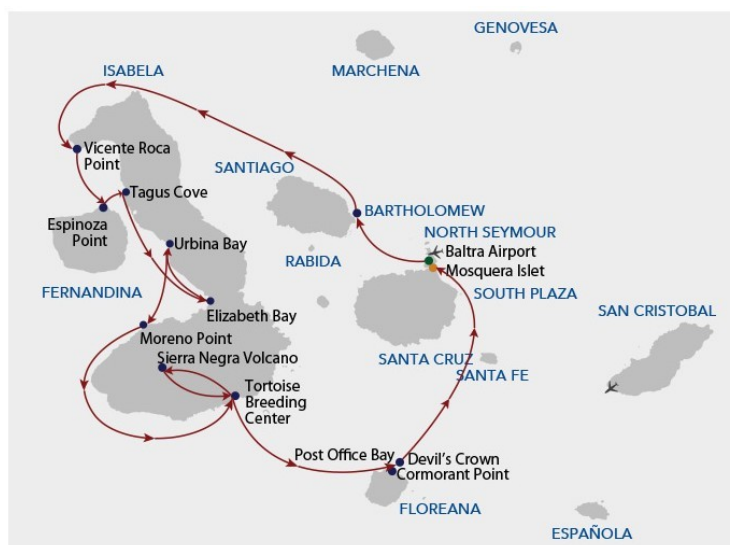 GENOVESA
ISABELA
MARCHENA
Vicente Roca
Point
SANTIAGO
Tagus Cove
BARTHOLOMEW
Espinoza
Point
NORTH SEYMOUR
Urbina Bay
Baltra Airport
RABIDA
Mosquera Islet
FERNANDINA
SOUTH PLAZA
Elizabeth Bay
SAN CRISTOBAL
Moreno Point
Sierra Negra Volcano
SANTA CRUZ
SANTA FE
Tortoise
Breeding
Center
Post Office Bay
Devil's Crown
Cormorant Point
FLOREANA
ESPAÑOLA